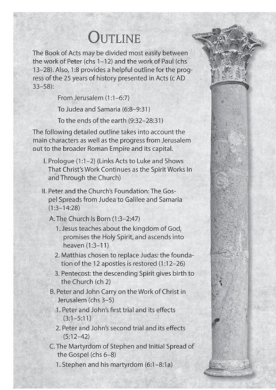 OUTLINE
The Book of Acts may be divided most easily between
the work of Peter (chs 1–12) and the work of Paul (chs
13–28). Also, 1:8 provides a helpful outline for the prog-
ress of the 25 years of history presented in Acts (c AD
33–58):
From Jerusalem (1:1–6:7)
To Judea and Samaria (6:8–9:31)
To the ends of the earth (9:32–28:31)
The following detailed outline takes into account the
main characters as well as the progress from Jerusalem
out to the broader Roman Empire and its capital.
I. Prologue (1:1–2) (Links Acts to Luke and Shows
That Christ's Work Continues as the Spirit Works In
and Through the Church)
II. Peter and the Church's Foundation: The Gos-
pel Spreads from Judea to Galilee and Samaria
(1:3–14:28)
A. The Church Is Born (1:3–2:47)
1. Jesus teaches about the kingdom of God,
promises the Holy Spirit, and ascends into
heaven (1:3–11)
2. Matthias chosen to replace Judas: the founda-
tion of the 12 apostles is restored (1:12–26)
3. Pentecost: the descending Spirit gives birth to
the Church (ch 2)
B. Peter and John Carry on the Work of Christ in
Jerusalem (chs 3–5)
1. Peter and John's first trial and its effects
(3:1–5:11)
2. Peter and John's second trial and its effects
(5:12–42)
C. The Martyrdom of Stephen and Initial Spread of
the Gospel (chs 6–8)
1. Stephen and his martyrdom (6:1–8:1a)